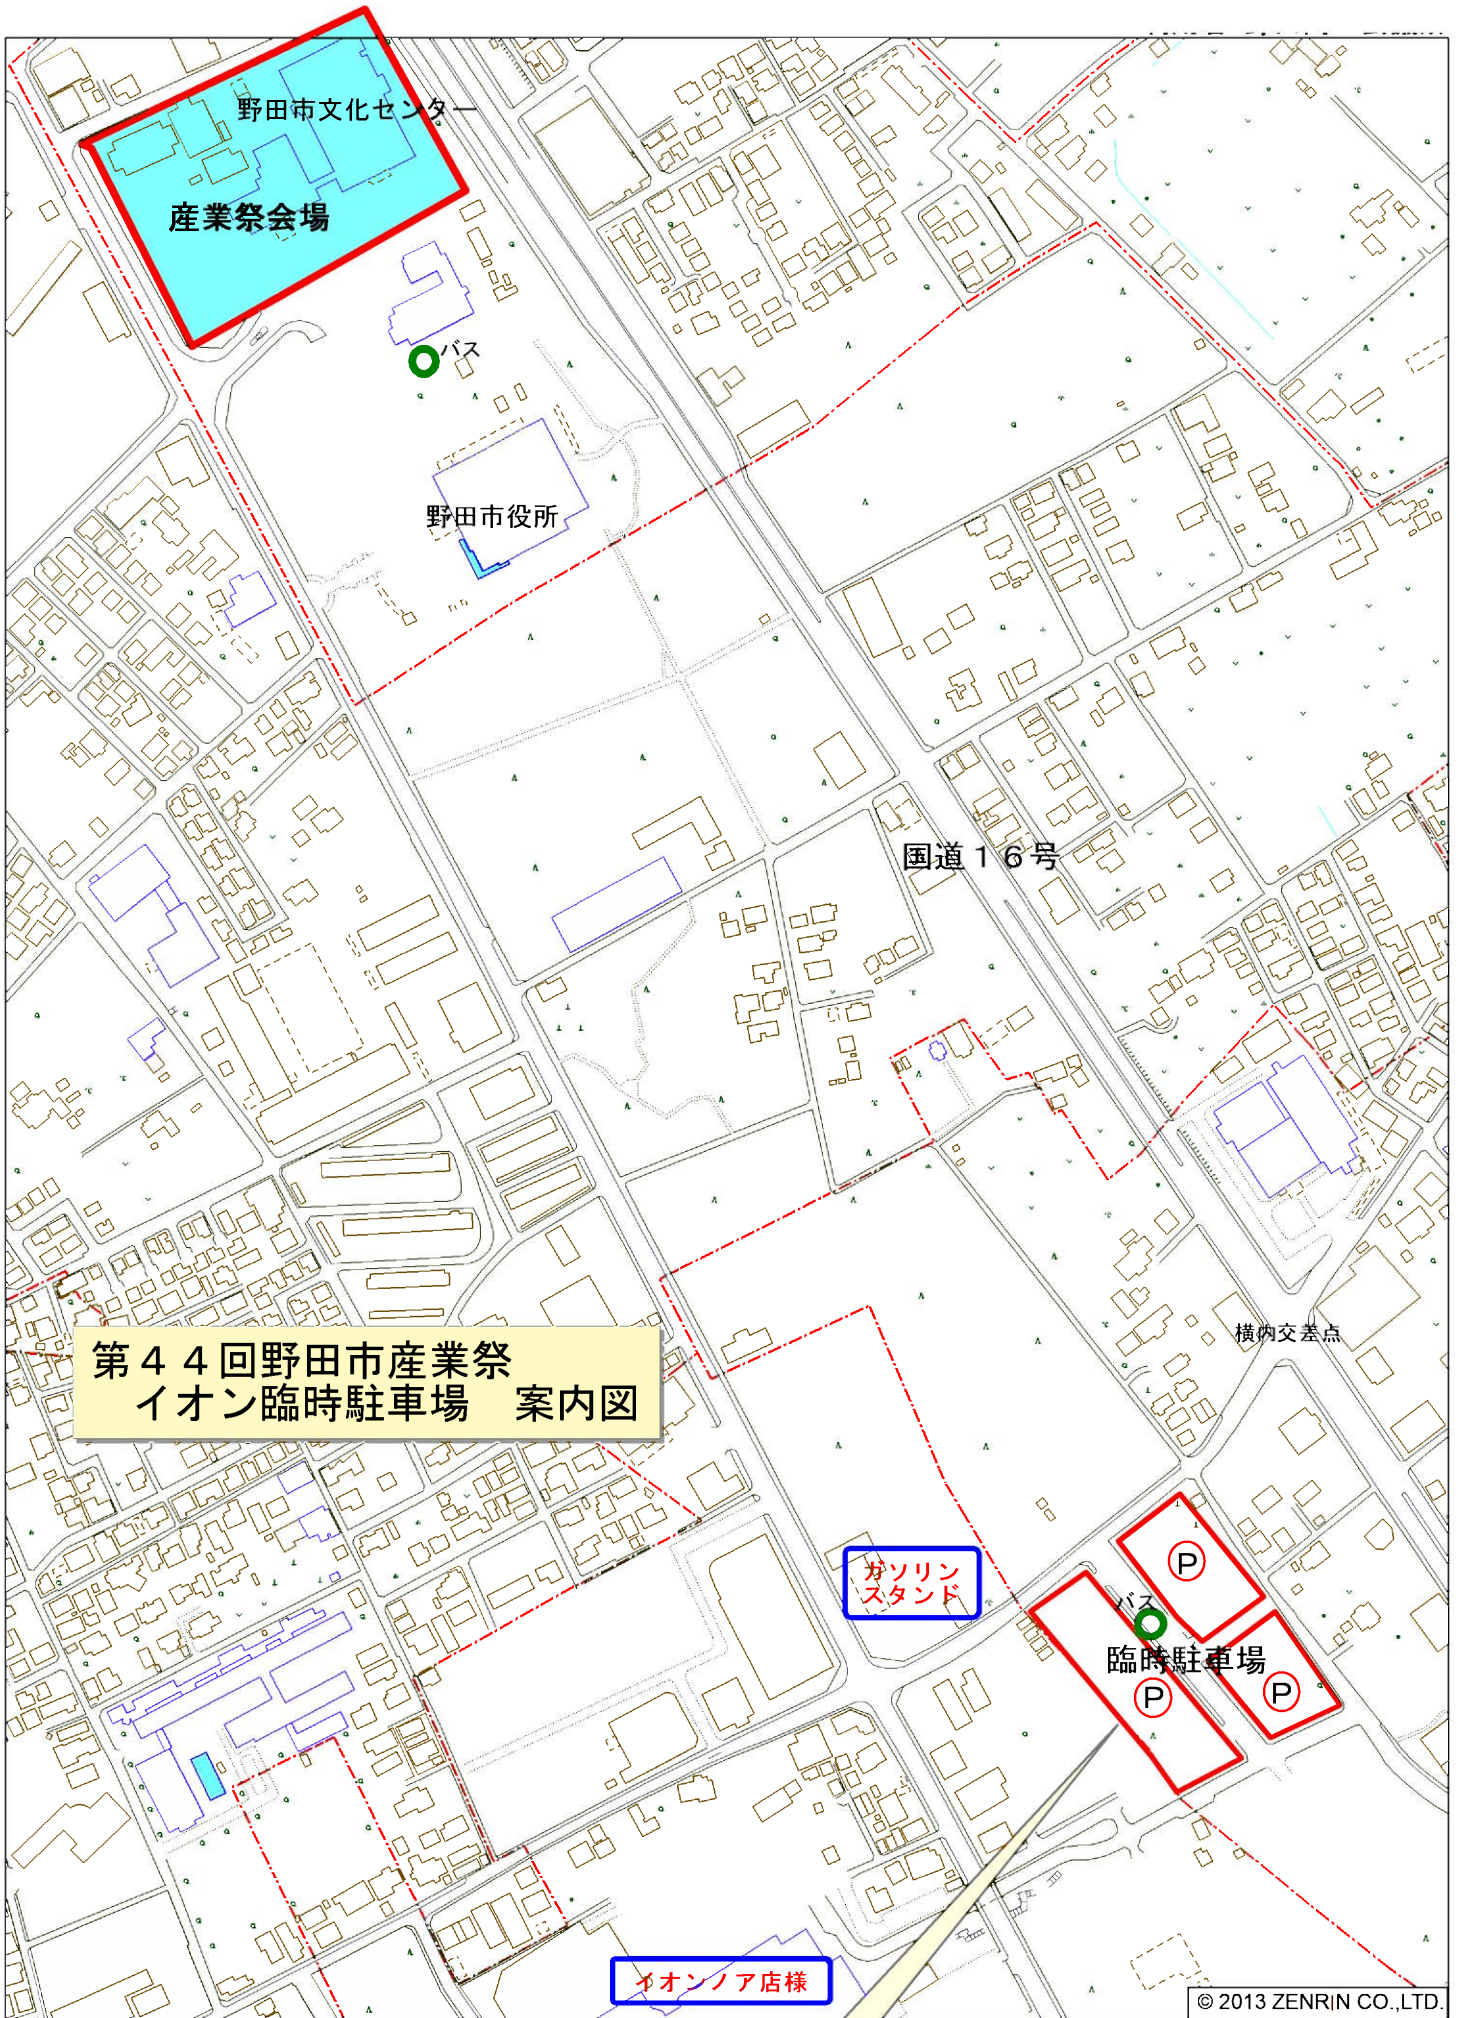 野田市文化センター
産業祭会場
バス
野田市役所
国道１６号
横内交差点
第４４回野田市産業祭
イオン臨時駐車場　案内図
ガソリン
スタンド
P
バス
臨時駐車場
P
P
イオンノア店様
© 2013 ZENRIN CO.,LTD.